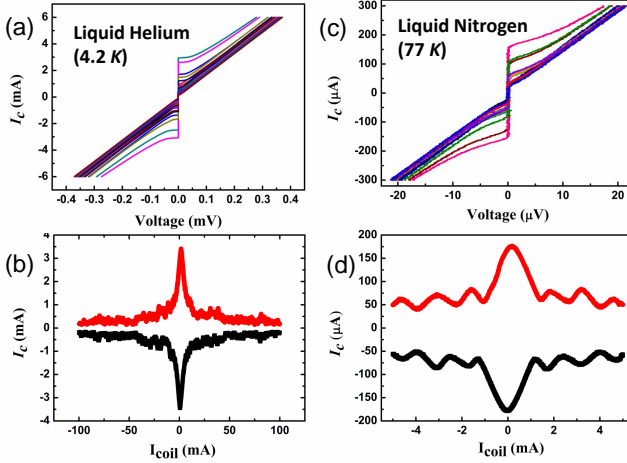 (a)
Liquid Helium
(4.2 K)
I_c (mA)
6
4
2
0
-2
-4
-6
-0.4 -0.3 -0.2 -0.1 0.0 0.1 0.2 0.3 0.4
Voltage (mV)
(c)
Liquid Nitrogen
(77 K)
I_c (μA)
300
200
100
0
-100
-200
-300
-20 -10 0 10 20
Voltage (μV)
(b)
I_c (mA)
4
3
2
1
0
-1
-2
-3
-4
-100 -50 0 50 100
I_coil (mA)
(d)
I_c (μA)
200
150
100
50
0
-50
-100
-150
-200
-4 -2 0 2 4
I_coil (mA)